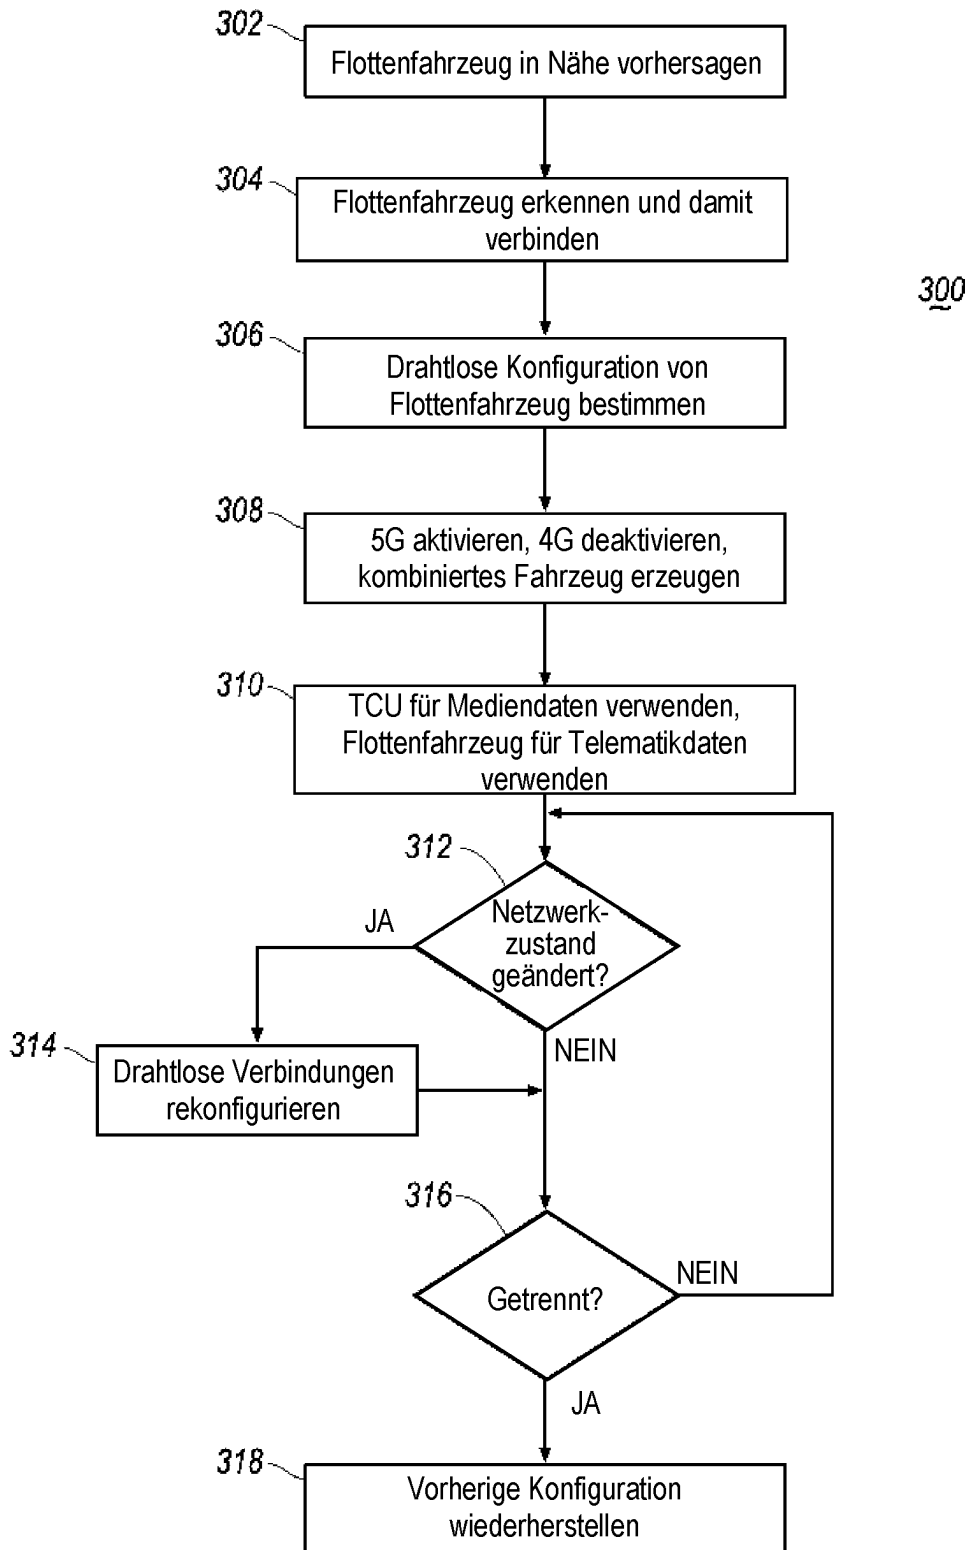 302
Flottenfahrzeug in Nähe vorhersagen
304
Flottenfahrzeug erkennen und damit
verbinden
300
306
Drahtlose Konfiguration von
Flottenfahrzeug bestimmen
308
5G aktivieren, 4G deaktivieren,
kombiniertes Fahrzeug erzeugen
310
TCU für Mediendaten verwenden,
Flottenfahrzeug für Telematikdaten
verwenden
312
JA
Netzwerk-
zustand
geändert?
NEIN
314
Drahtlose Verbindungen
rekonfigurieren
316
NEIN
Getrennt?
JA
318
Vorherige Konfiguration
wiederherstellen